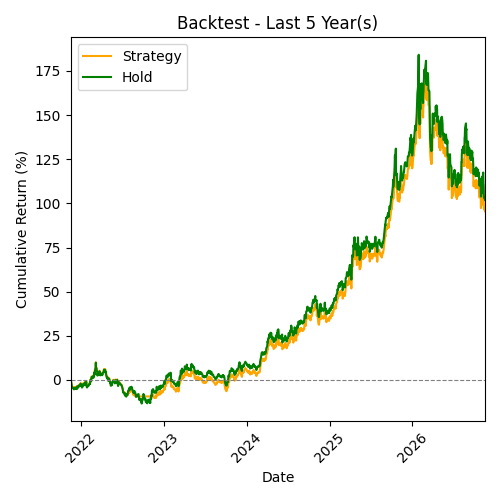 Backtest - Last 5 Year(s)
Strategy
Hold
Cumulative Return (%)
175
150
125
100
75
50
25
0
2022
2023
2024
2025
2026
Date